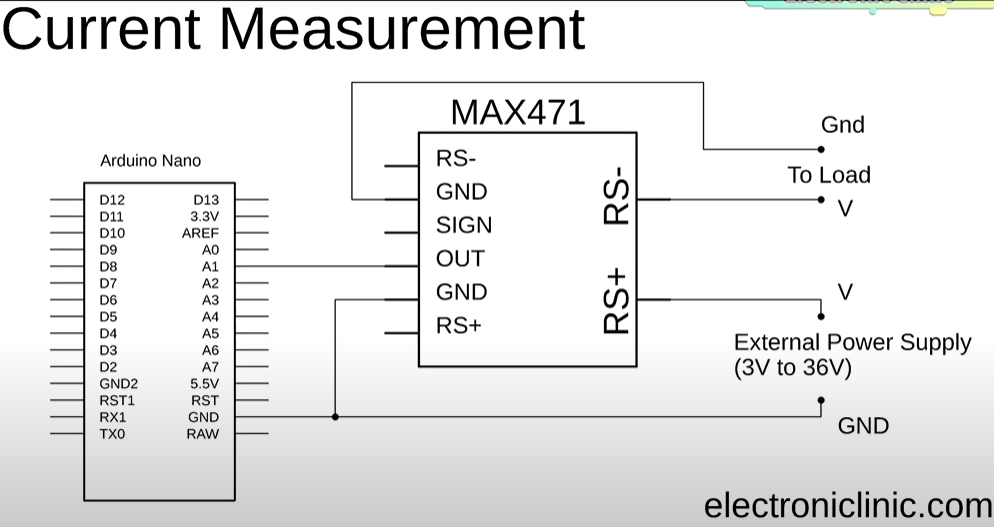 Current Measurement
MAX471
Arduino Nano
D12
D11
D10
D9
D8
D7
D6
D5
D4
D3
D2
GND2
RST1
RX1
TX0
D13
3.3V
AREF
A0
A1
A2
A3
A4
A5
A6
A7
5.5V
RST
GND
RAW
RS-
GND
SIGN
OUT
GND
RS+
RS-
RS+
Gnd
To Load
V
V
External Power Supply
(3V to 36V)
GND
electroniclinic.com